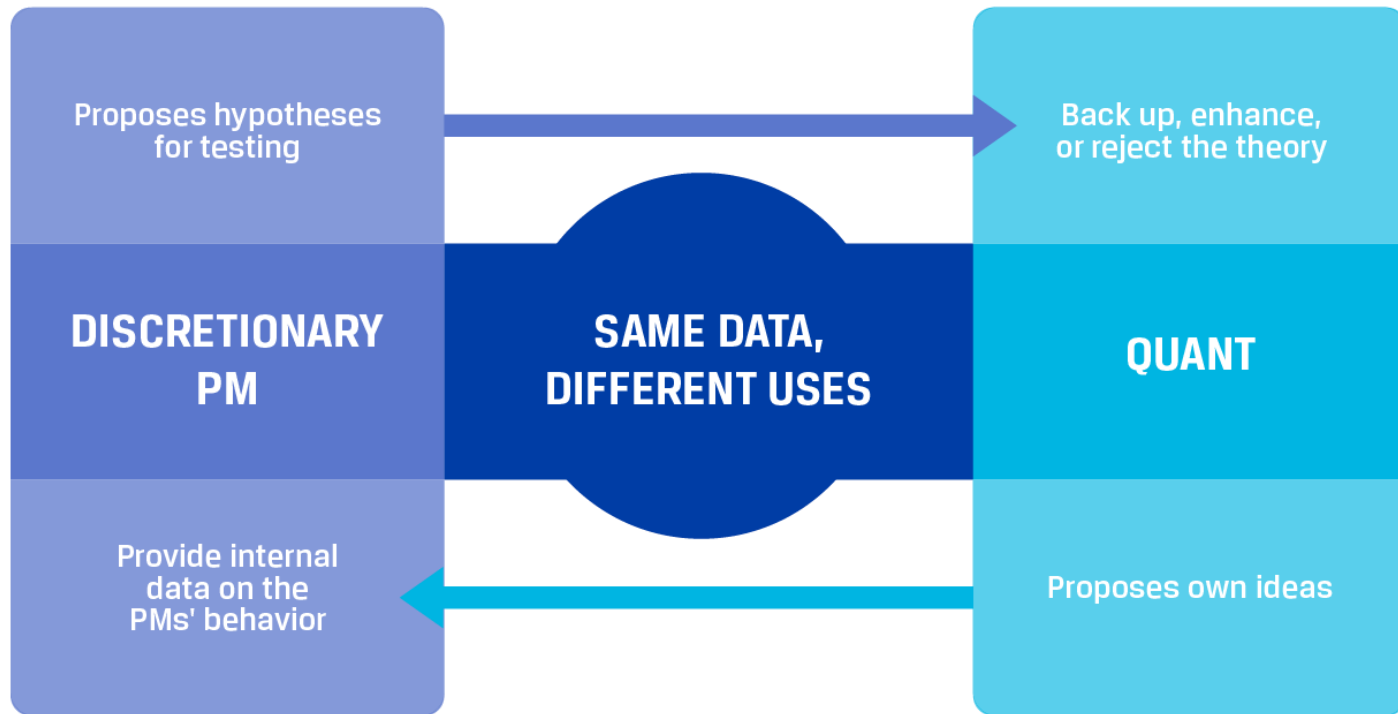 Proposes hypotheses
for testing
Back up, enhance,
or reject the theory
DISCRETIONARY
PM
SAME DATA,
DIFFERENT USES
QUANT
Provide internal
data on the
PMs' behavior
Proposes own ideas